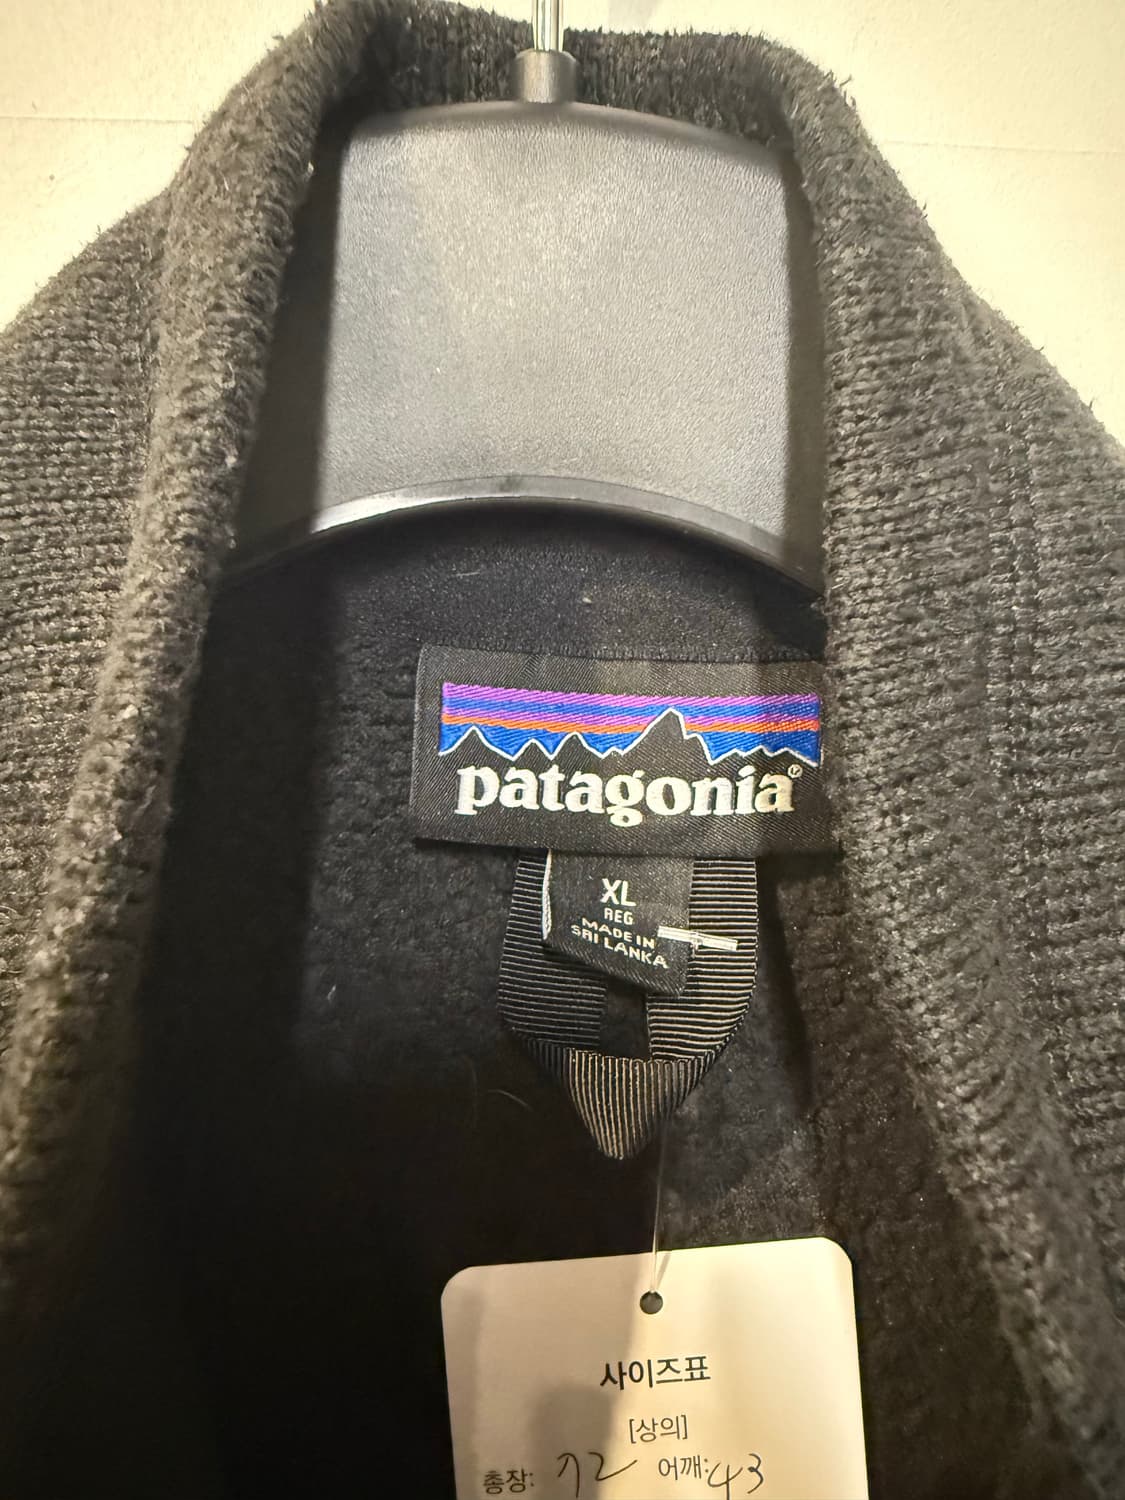 patagonia®
XL
REG
MADE IN
SRI LANKA
사이즈표
[상의]
총장: 72 어깨: 43